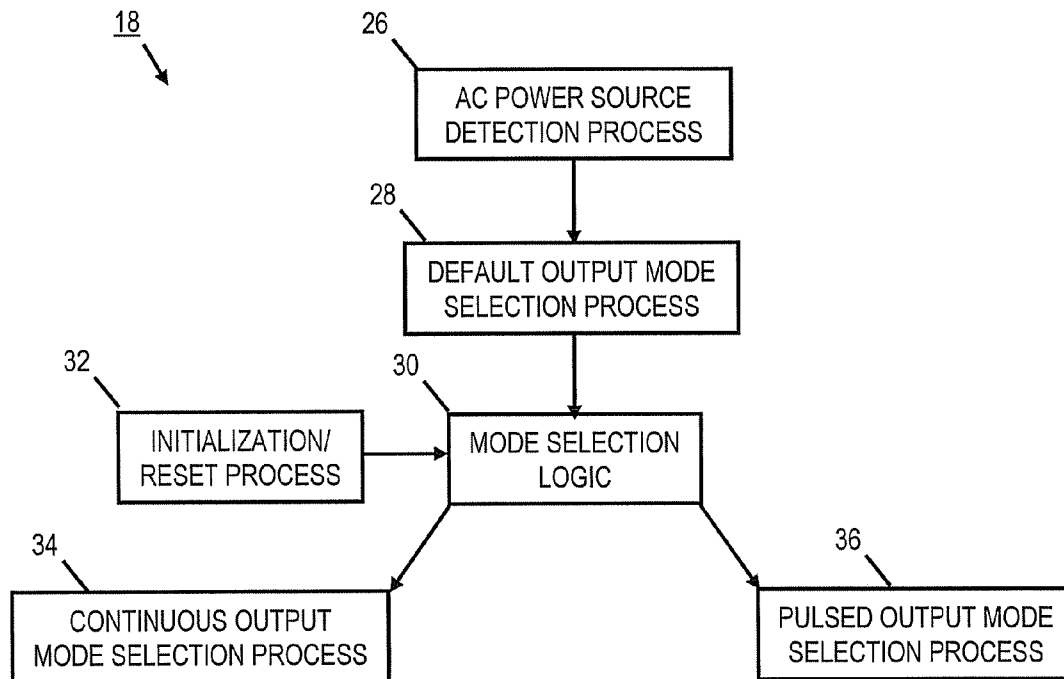 18
26
AC POWER SOURCE
DETECTION PROCESS
28
DEFAULT OUTPUT MODE
SELECTION PROCESS
32
30
INITIALIZATION/
RESET PROCESS
MODE SELECTION
LOGIC
34
36
CONTINUOUS OUTPUT
MODE SELECTION PROCESS
PULSED OUTPUT MODE
SELECTION PROCESS